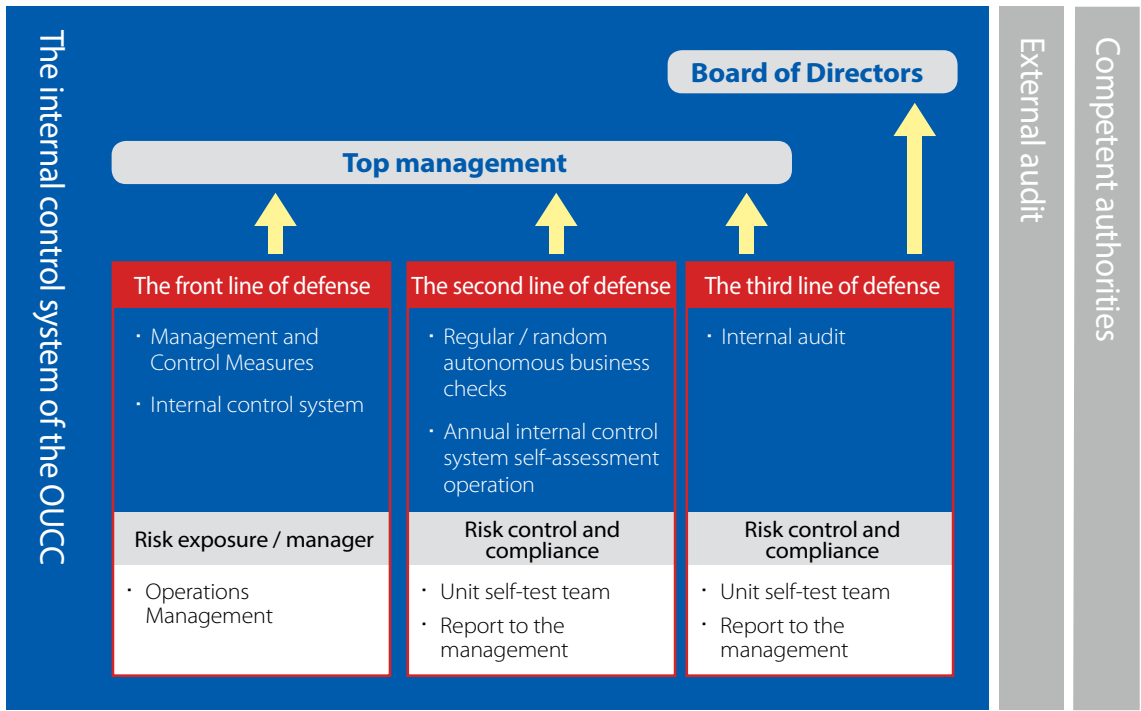 The internal control system of the OUCC
Board of Directors
Top management
The front line of defense
· Management and
Control Measures
· Internal control system
Risk exposure / manager
· Operations
Management
The second line of defense
· Regular / random
autonomous business
checks
· Annual internal control
system self-assessment
operation
Risk control and
compliance
· Unit self-test team
· Report to the
management
The third line of defense
· Internal audit
Risk control and
compliance
· Unit self-test team
· Report to the
management
External audit
Competent authorities